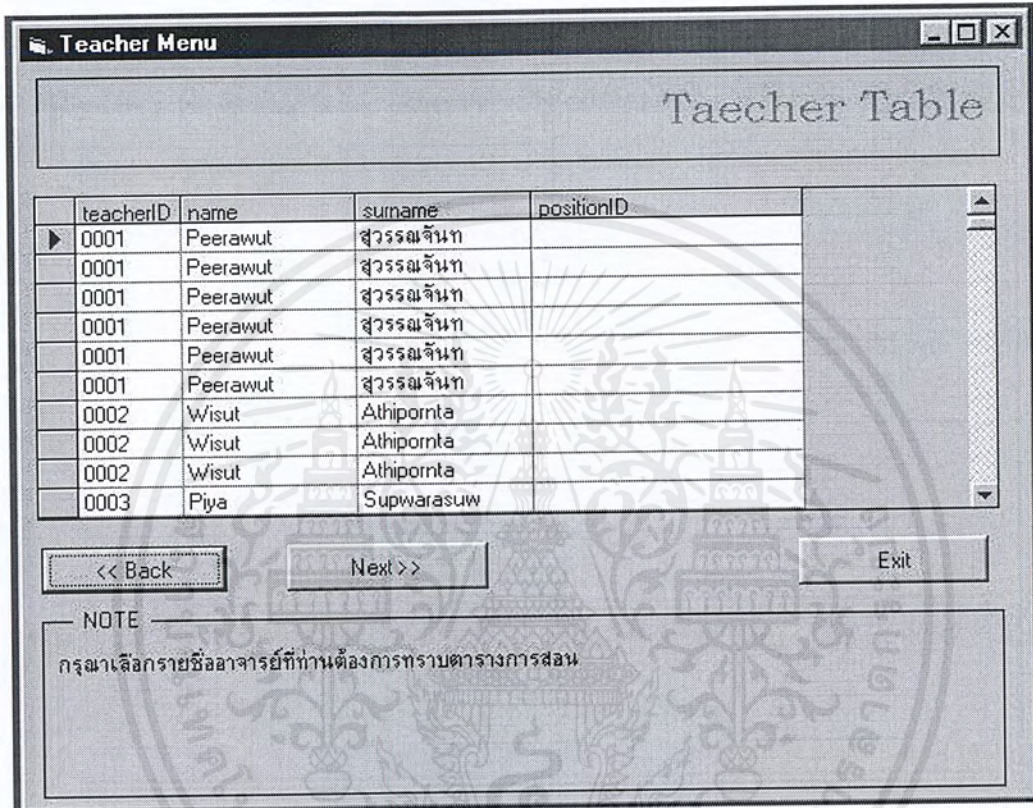 Teacher Menu
Taecher Table
teacherID name surname positionID
0001 Peerawut สุวรรณจันท
0001 Peerawut สุวรรณจันท
0001 Peerawut สุวรรณจันท
0001 Peerawut สุวรรณจันท
0001 Peerawut สุวรรณจันท
0001 Peerawut สุวรรณจันท
0002 Wisut Athipornta
0002 Wisut Athipornta
0002 Wisut Athipornta
0003 Piya Supwarasuw
<< Back Next >> Exit
NOTE
กรุณาเลือกรายชื่ออาจารย์ที่ท่านต้องการทราบตารางการสอน